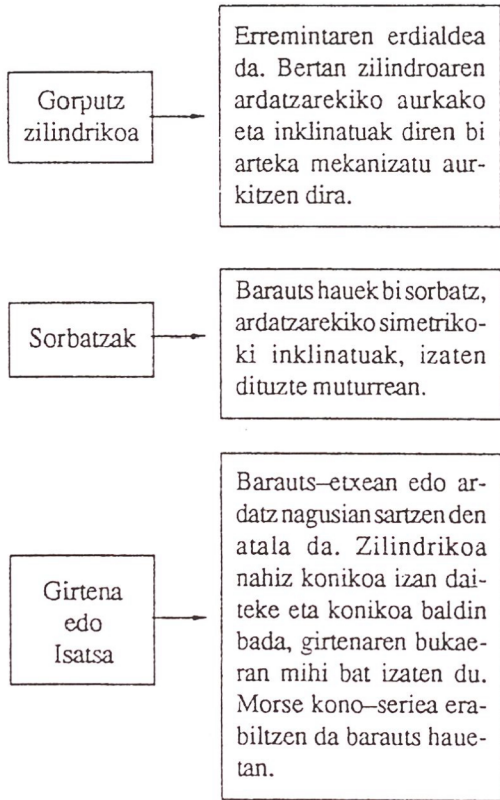 Gorputz
zilindrikoa
Erremintaren erdialdea
da. Bertan zilindroaren
ardatzarekiko aurkako
eta inklinatuak diren bi
arteka mekanizatu aur-
kitzen dira.
Sorbatzak
Barauts hauek bi sorbatz,
ardatzarekiko simetriko-
ki inklinatuak, izaten
dituzte muturrean.
Girtena
edo
Isatsa
Barauts–etxean edo ar-
datz nagusian sartzen den
atala da. Zilindrikoa
nahiz konikoa izan dai-
teke eta konikoa baldin
bada, girtenaren bukae-
ran mihi bat izaten du.
Morse kono–seriea era-
biltzen da barauts haue-
tan.